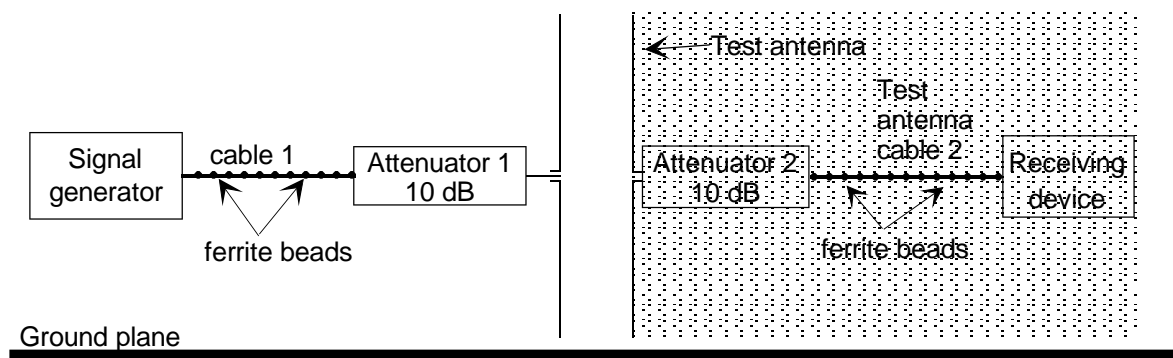 Test antenna
Signal
generator
cable 1
ferrite beads
Attenuator 1
10 dB
Attenuator 2
10 dB
Test
antenna
cable 2
ferrite beads
Receiving
device
Ground plane